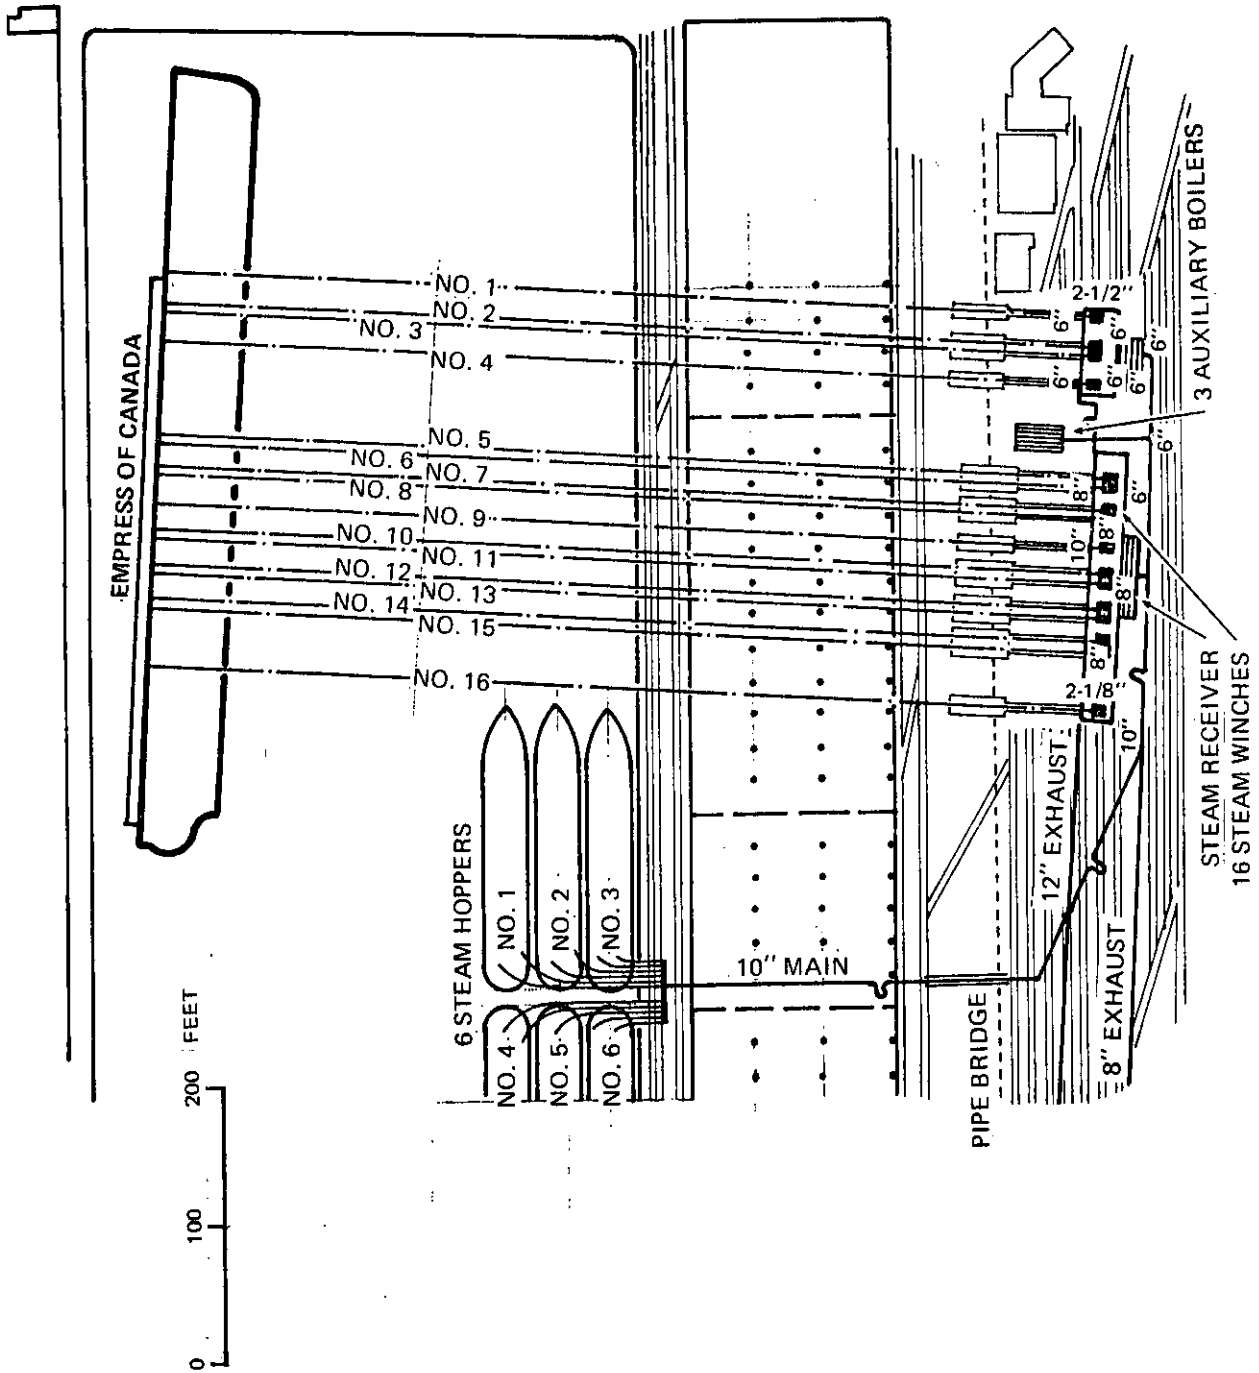 EMPRESS OF CANADA
NO. 1
NO. 2
NO. 3
NO. 4
NO. 5
NO. 6
NO. 7
NO. 8
NO. 9
NO. 10
NO. 11
NO. 12
NO. 13
NO. 14
NO. 15
NO. 16
6 STEAM HOPPERS
NO. 1
NO. 2
NO. 3
NO. 4
NO. 5
NO. 6
0 100 200 FEET
10" MAIN
PIPE BRIDGE
12" EXHAUST
8" EXHAUST
10"
2-1/8"
8"
8"
10"
8"
8"
6"
6"
6"
6"
6"
6"
6"
6"
2-1/2"
3 AUXILIARY BOILERS
STEAM RECEIVER
16 STEAM WINCHES